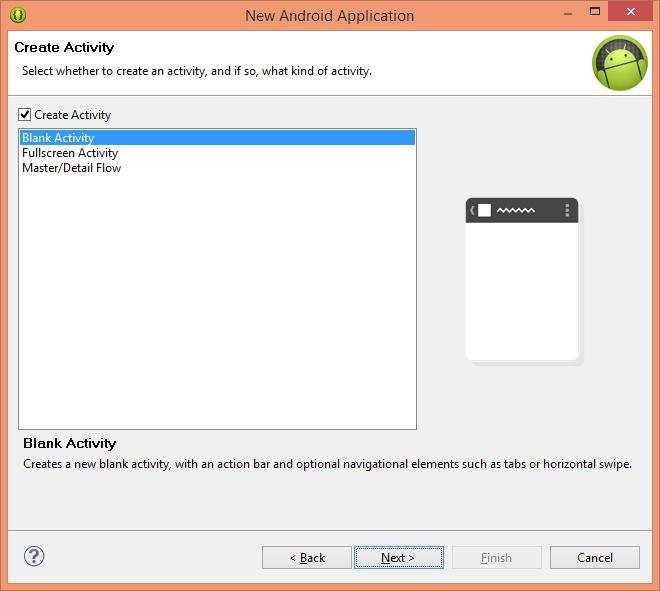 New Android Application
Create Activity
Select whether to create an activity, and if so, what kind of activity.
Create Activity
Blank Activity
Fullscreen Activity
Master/Detail Flow
Blank Activity
Creates a new blank activity, with an action bar and optional navigational elements such as tabs or horizontal swipe.
?
< Back
Next >
Finish
Cancel